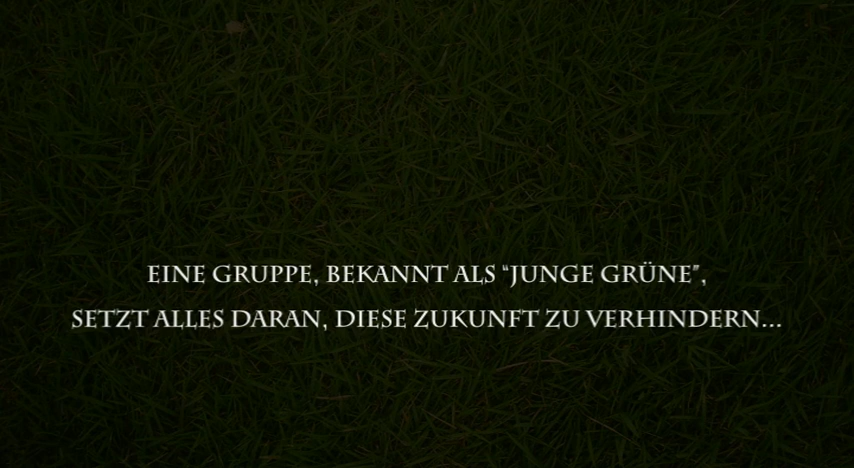 EINE GRUPPE, BEKANNT ALS “JUNGE GRÜNE”,
SETZT ALLES DARAN, DIESE ZUKUNFT ZU VERHINDERN...